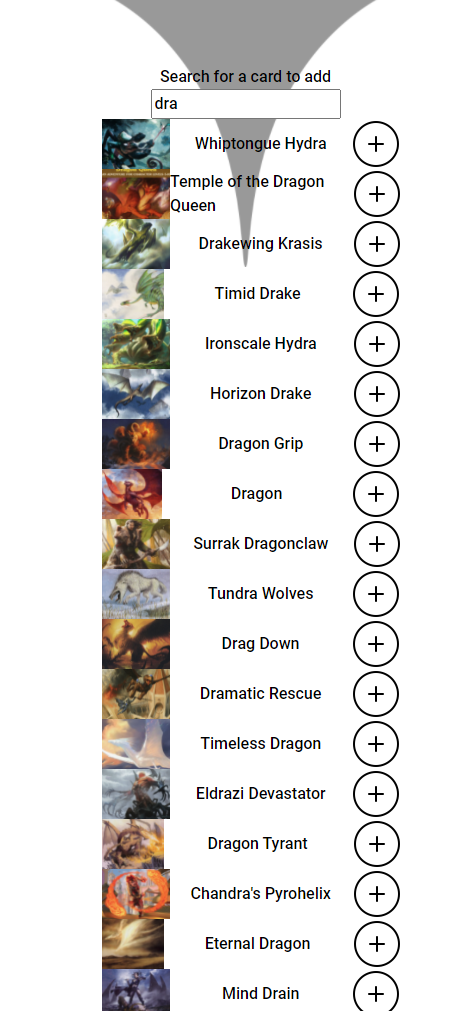 Search for a card to add
dra
Whiptongue Hydra
Temple of the Dragon
Queen
Drakewing Krasis
Timid Drake
Ironscale Hydra
Horizon Drake
Dragon Grip
Dragon
Surrak Dragonclaw
Tundra Wolves
Drag Down
Dramatic Rescue
Timeless Dragon
Eldrazi Devastator
Dragon Tyrant
Chandra's Pyrohelix
Eternal Dragon
Mind Drain